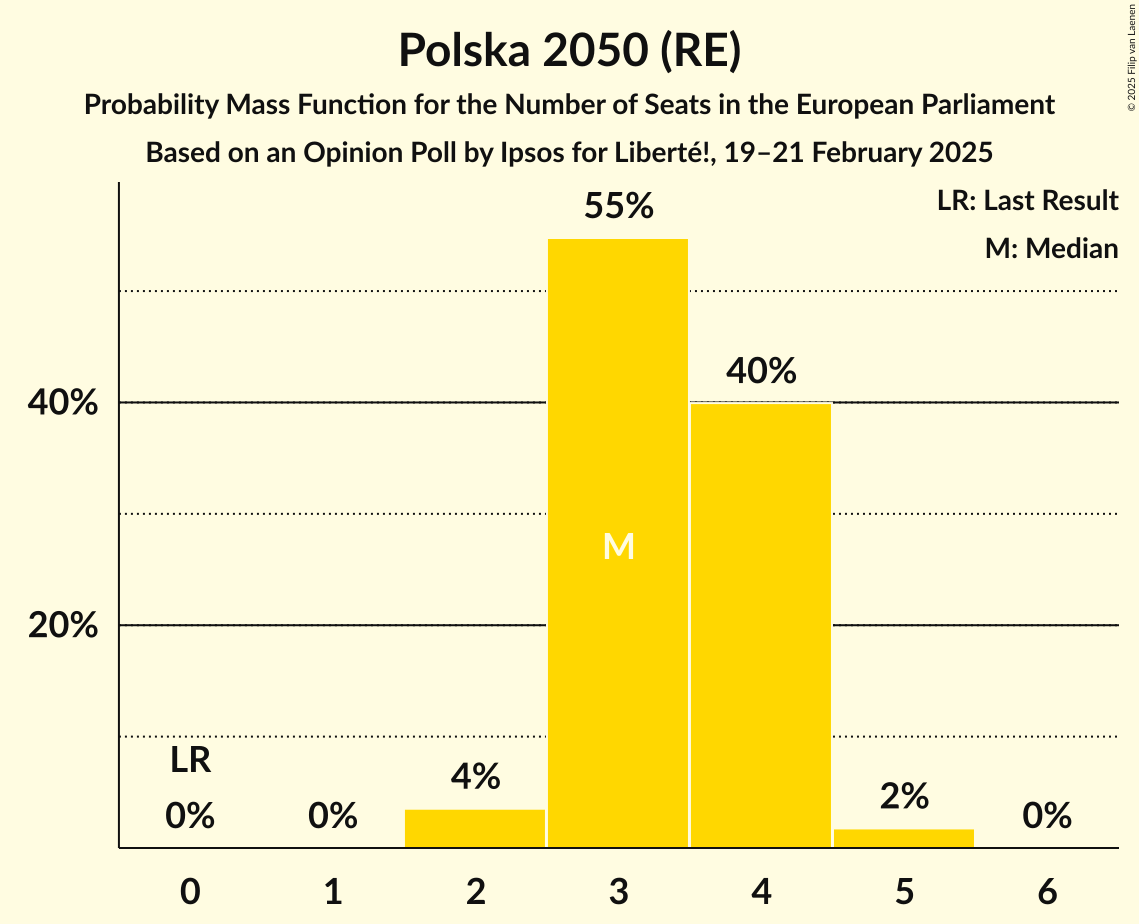 Polska 2050 (RE)
Probability Mass Function for the Number of Seats in the European Parliament
Based on an Opinion Poll by Ipsos for Liberté!, 19–21 February 2025
© 2025 Filip van Laenen
LR: Last Result
M: Median
55%
40%
40%
M
20%
LR
0%
0%
4%
2%
0%
0 1 2 3 4 5 6